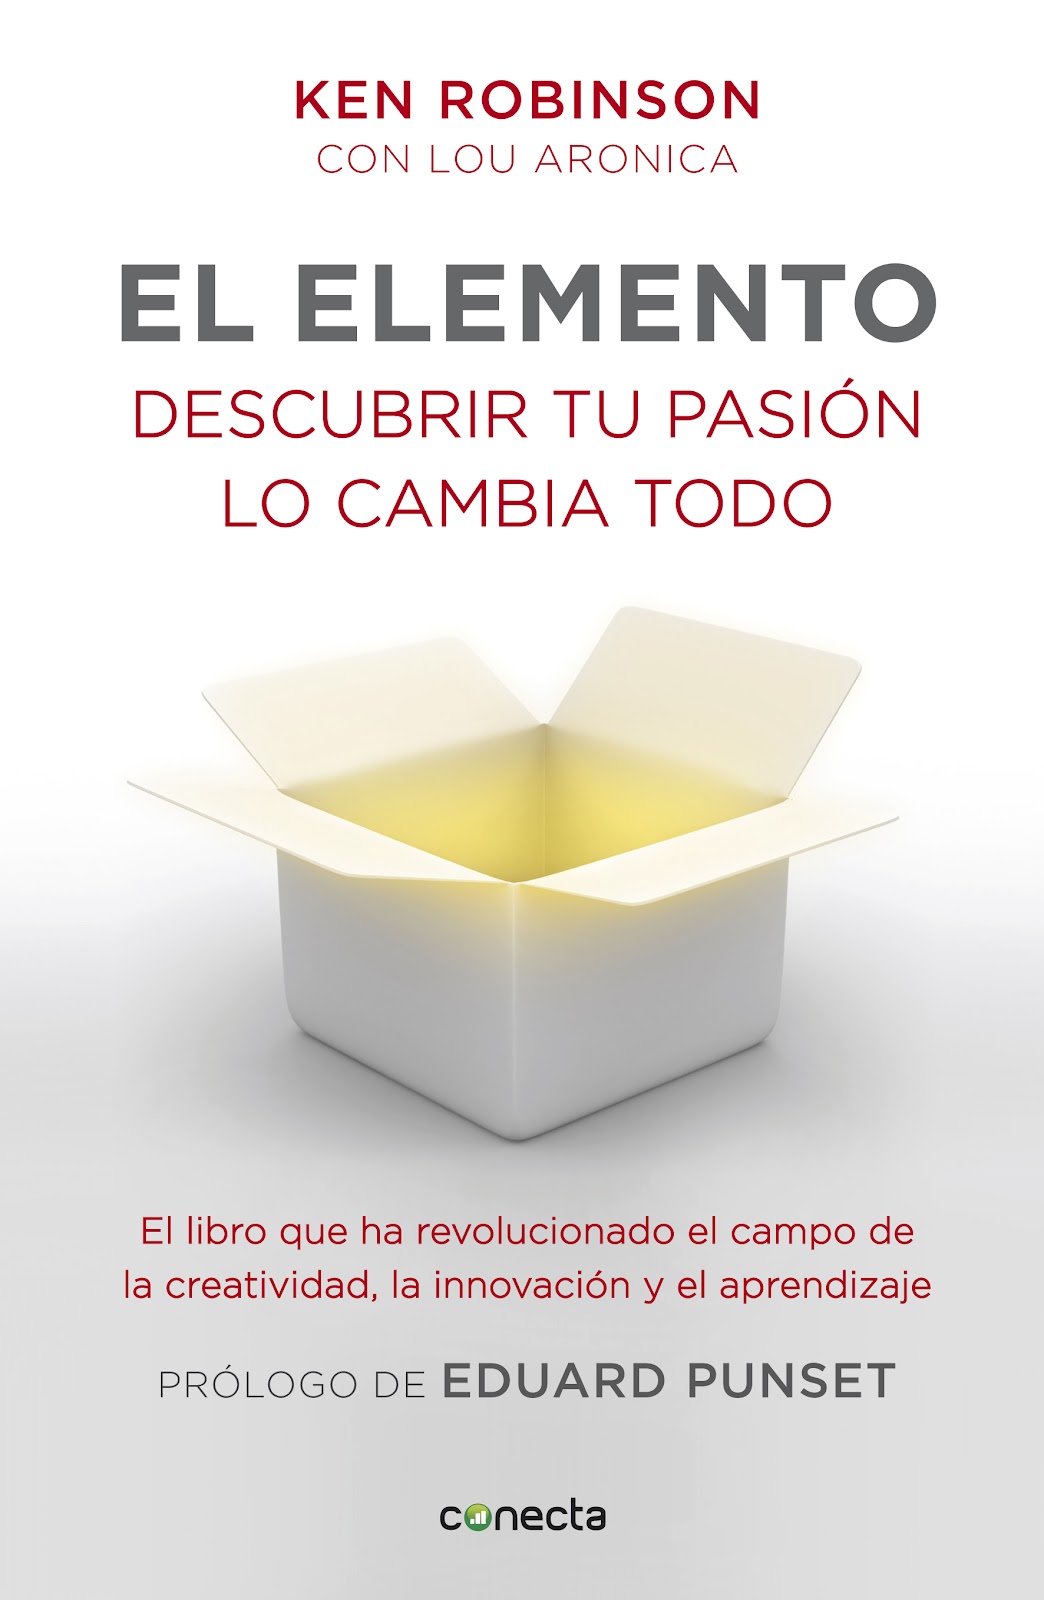 KEN ROBINSON
CON LOU ARONICA
EL ELEMENTO
DESCUBRIR TU PASIÓN
LO CAMBIA TODO
El libro que ha revolucionado el campo de
la creatividad, la innovación y el aprendizaje
PRÓLOGO DE EDUARD PUNSET
conecta